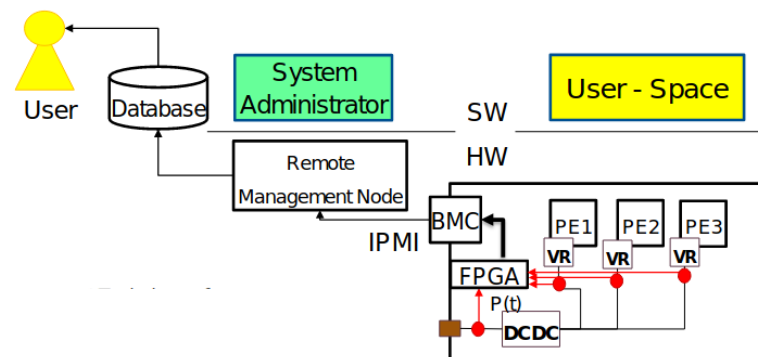 System
Administrator
User - Space
User
Database
SW
HW
Remote
Management Node
BMC
IPMI
PE1
PE2
PE3
VR
VR
VR
FPGA
P(t)
DCDC